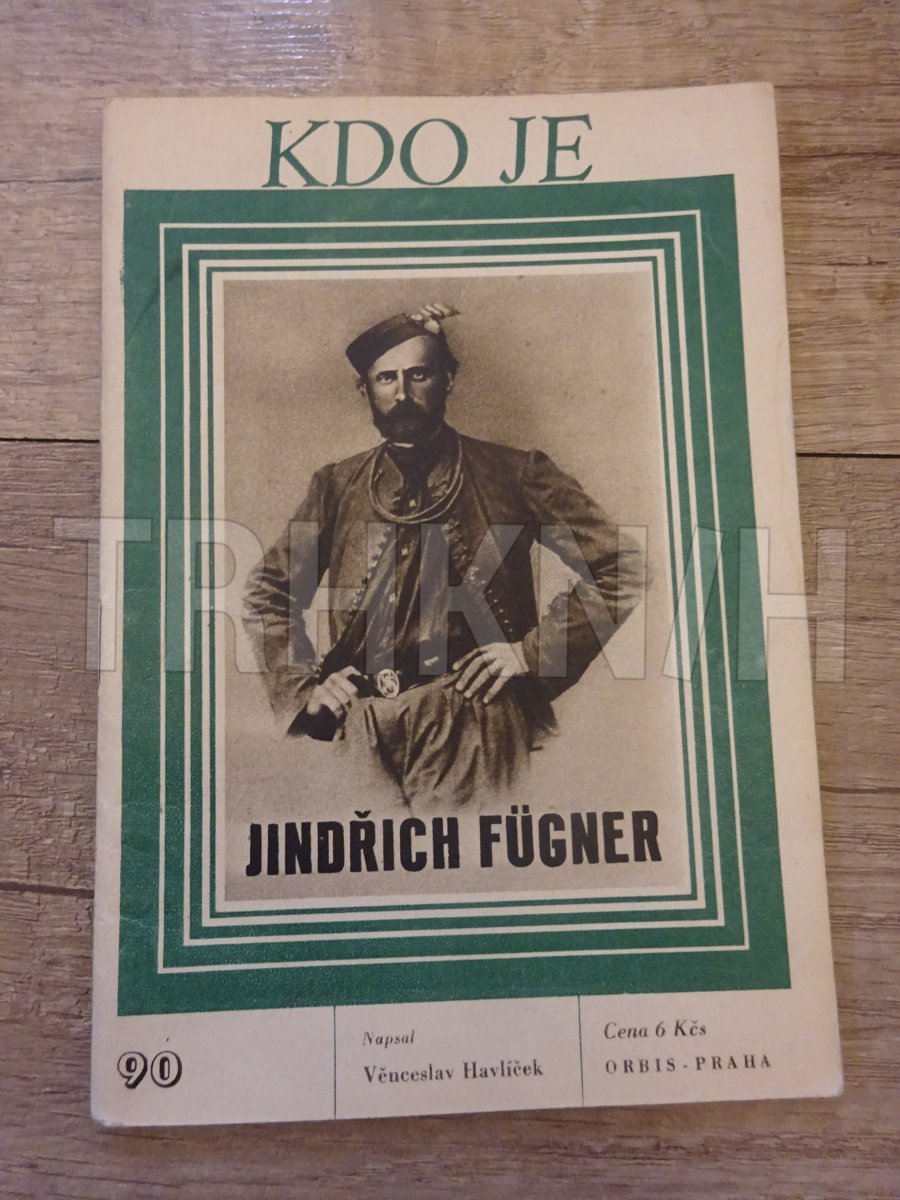 KDO JE
TRHKNIH
JINDŘICH FÜGNER
90
Napsal
Věnceslav Havlíček
Cena 6 Kčs
ORBIS - PRAHA